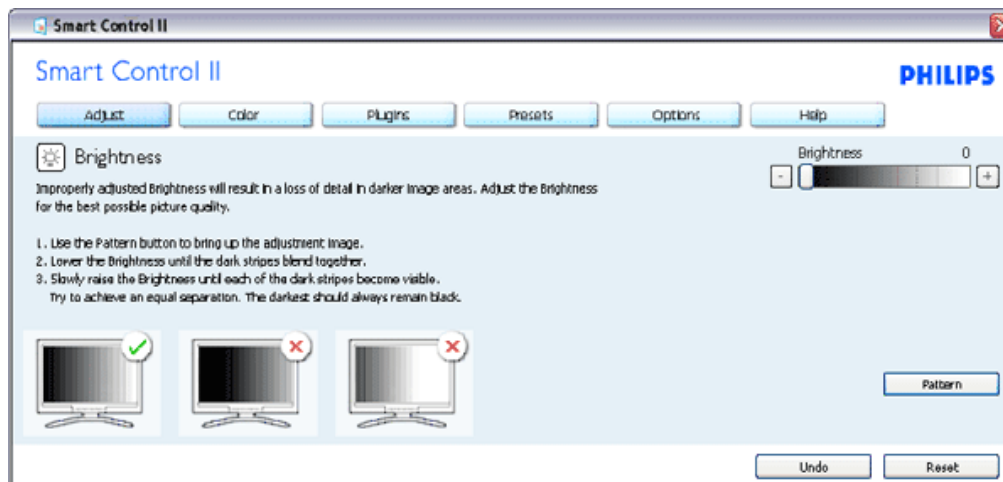 Smart Control II
Smart Control II
PHILIPS
Adjust Color Plugins Presets Options Help
Brightness
Brightness 0
Improperly adjusted Brightness will result in a loss of detail in darker image areas. Adjust the Brightness
for the best possible picture quality.
- +
1. Use the Pattern button to bring up the adjustment image.
2. Lower the Brightness until the dark stripes blend together.
3. Slowly raise the Brightness until each of the dark stripes become visible.
Try to achieve an equal separation. The darkest should always remain black.
Pattern
Undo Reset